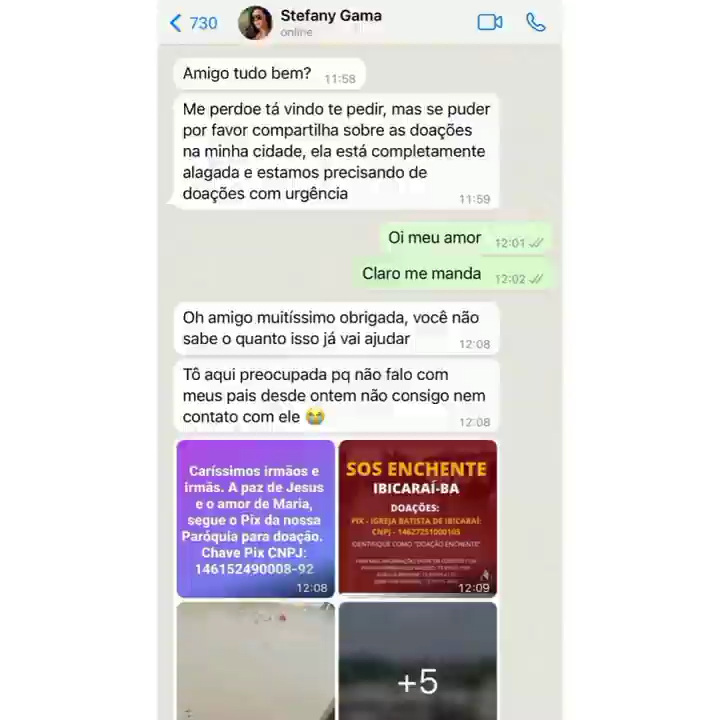 730
Stefany Gama
online
Amigo tudo bem?
11:58
Me perdoe tá vindo te pedir, mas se puder
por favor compartilha sobre as doações
na minha cidade, ela está completamente
alagada e estamos precisando de
doações com urgência
11:59
Oi meu amor
12:01
Claro me manda
12:02
Oh amigo muitíssimo obrigada, você não
sabe o quanto isso já vai ajudar
12:08
Tô aqui preocupada pq não falo com
meus pais desde ontem não consigo nem
contato com ele 😭
12:08
Caríssimos irmãos e
irmãs. A paz de Jesus
e o amor de Maria,
segue o Pix da nossa
Paróquia para doação.
Chave Pix CNPJ:
146152490008-92
12:08
SOS ENCHENTE
IBICARAÍ-BA
DOAÇÕES:
PIX - IGREJA BATISTA DE IBICARAÍ:
CNPJ - 14627251000105
IDENTIFIQUE COMO "DOAÇÃO ENCHENTE"
12:09
+5